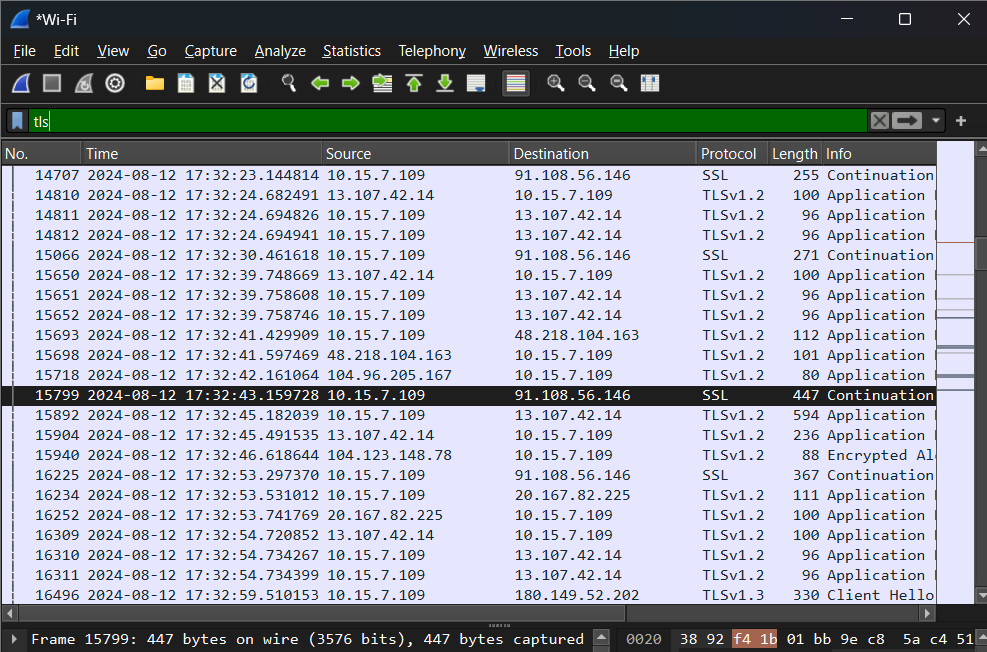 *Wi-Fi
File Edit View Go Capture Analyze Statistics Telephony Wireless Tools Help
tls
No. Time Source Destination Protocol Length Info
14707 2024-08-12 17:32:23.144814 10.15.7.109 91.108.56.146 SSL 255 Continuation
14810 2024-08-12 17:32:24.682491 13.107.42.14 10.15.7.109 TLSv1.2 100 Application
14811 2024-08-12 17:32:24.694826 10.15.7.109 13.107.42.14 TLSv1.2 96 Application
14812 2024-08-12 17:32:24.694941 10.15.7.109 13.107.42.14 TLSv1.2 96 Application
15066 2024-08-12 17:32:30.461618 10.15.7.109 91.108.56.146 SSL 271 Continuation
15650 2024-08-12 17:32:39.748669 13.107.42.14 10.15.7.109 TLSv1.2 100 Application
15651 2024-08-12 17:32:39.758608 10.15.7.109 13.107.42.14 TLSv1.2 96 Application
15652 2024-08-12 17:32:39.758746 10.15.7.109 13.107.42.14 TLSv1.2 96 Application
15693 2024-08-12 17:32:41.429909 10.15.7.109 48.218.104.163 TLSv1.2 112 Application
15698 2024-08-12 17:32:41.597469 48.218.104.163 10.15.7.109 TLSv1.2 101 Application
15718 2024-08-12 17:32:42.161064 104.96.205.167 10.15.7.109 TLSv1.2 80 Application
15799 2024-08-12 17:32:43.159728 10.15.7.109 91.108.56.146 SSL 447 Continuation
15892 2024-08-12 17:32:45.182039 10.15.7.109 13.107.42.14 TLSv1.2 594 Application
15904 2024-08-12 17:32:45.491535 13.107.42.14 10.15.7.109 TLSv1.2 236 Application
15940 2024-08-12 17:32:46.618644 104.123.148.78 10.15.7.109 TLSv1.2 88 Encrypted Al
16225 2024-08-12 17:32:53.297370 10.15.7.109 91.108.56.146 SSL 367 Continuation
16234 2024-08-12 17:32:53.531012 10.15.7.109 20.167.82.225 TLSv1.2 111 Application
16252 2024-08-12 17:32:53.741769 20.167.82.225 10.15.7.109 TLSv1.2 100 Application
16309 2024-08-12 17:32:54.720852 13.107.42.14 10.15.7.109 TLSv1.2 100 Application
16310 2024-08-12 17:32:54.734267 10.15.7.109 13.107.42.14 TLSv1.2 96 Application
16311 2024-08-12 17:32:54.734399 10.15.7.109 13.107.42.14 TLSv1.2 96 Application
16496 2024-08-12 17:32:59.510153 10.15.7.109 180.149.52.202 TLSv1.3 330 Client Hello
Frame 15799: 447 bytes on wire (3576 bits), 447 bytes captured
0020 38 92 f4 1b 01 bb 9e c8 5a c4 51